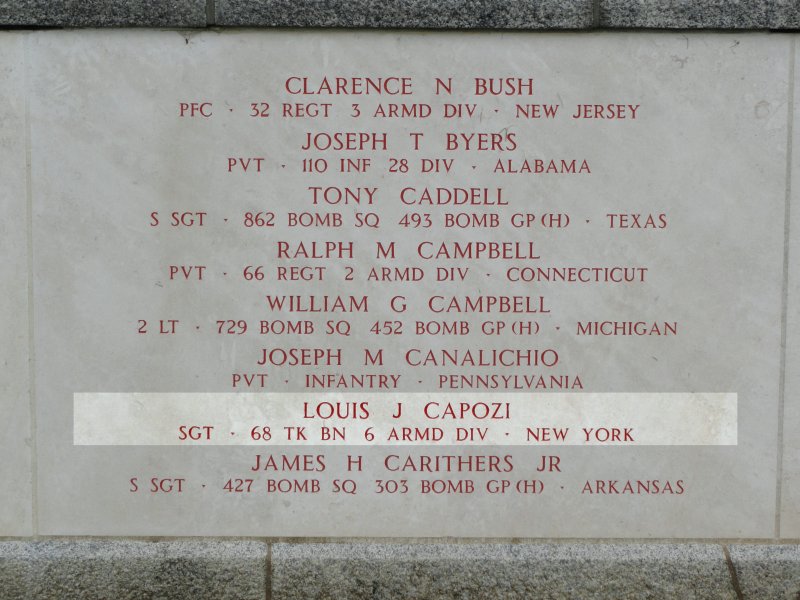 CLARENCE N BUSH
PFC · 32 REGT 3 ARMD DIV · NEW JERSEY
JOSEPH T BYERS
PVT · 110 INF 28 DIV · ALABAMA
TONY CADDELL
S SGT · 862 BOMB SQ 493 BOMB GP (H) · TEXAS
RALPH M CAMPBELL
PVT · 66 REGT 2 ARMD DIV · CONNECTICUT
WILLIAM G CAMPBELL
2 LT · 729 BOMB SQ 452 BOMB GP (H) · MICHIGAN
JOSEPH M CANALICHIO
PVT · INFANTRY · PENNSYLVANIA
LOUIS J CAPOZI
SGT · 68 TK BN 6 ARMD DIV · NEW YORK
JAMES H CARITHERS JR
S SGT · 427 BOMB SQ 303 BOMB GP (H) · ARKANSAS